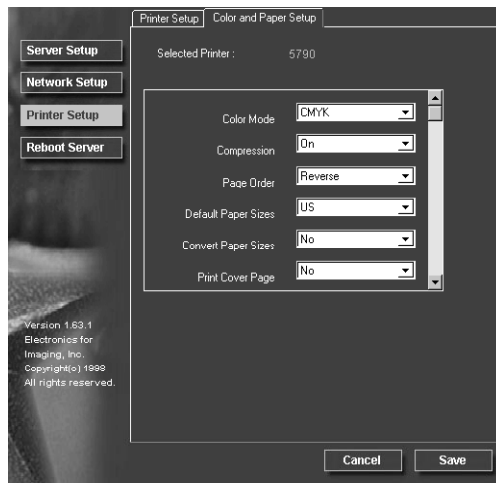 Printer Setup
Color and Paper Setup
Server Setup
Network Setup
Printer Setup
Reboot Server
Selected Printer :
5790
Color Mode
CMYK
Compression
On
Page Order
Reverse
Default Paper Sizes
US
Convert Paper Sizes
No
Print Cover Page
No
Version 1.63.1
Electronics for
Imaging, Inc.
Copyright(c) 1999
All rights reserved.
Cancel
Save